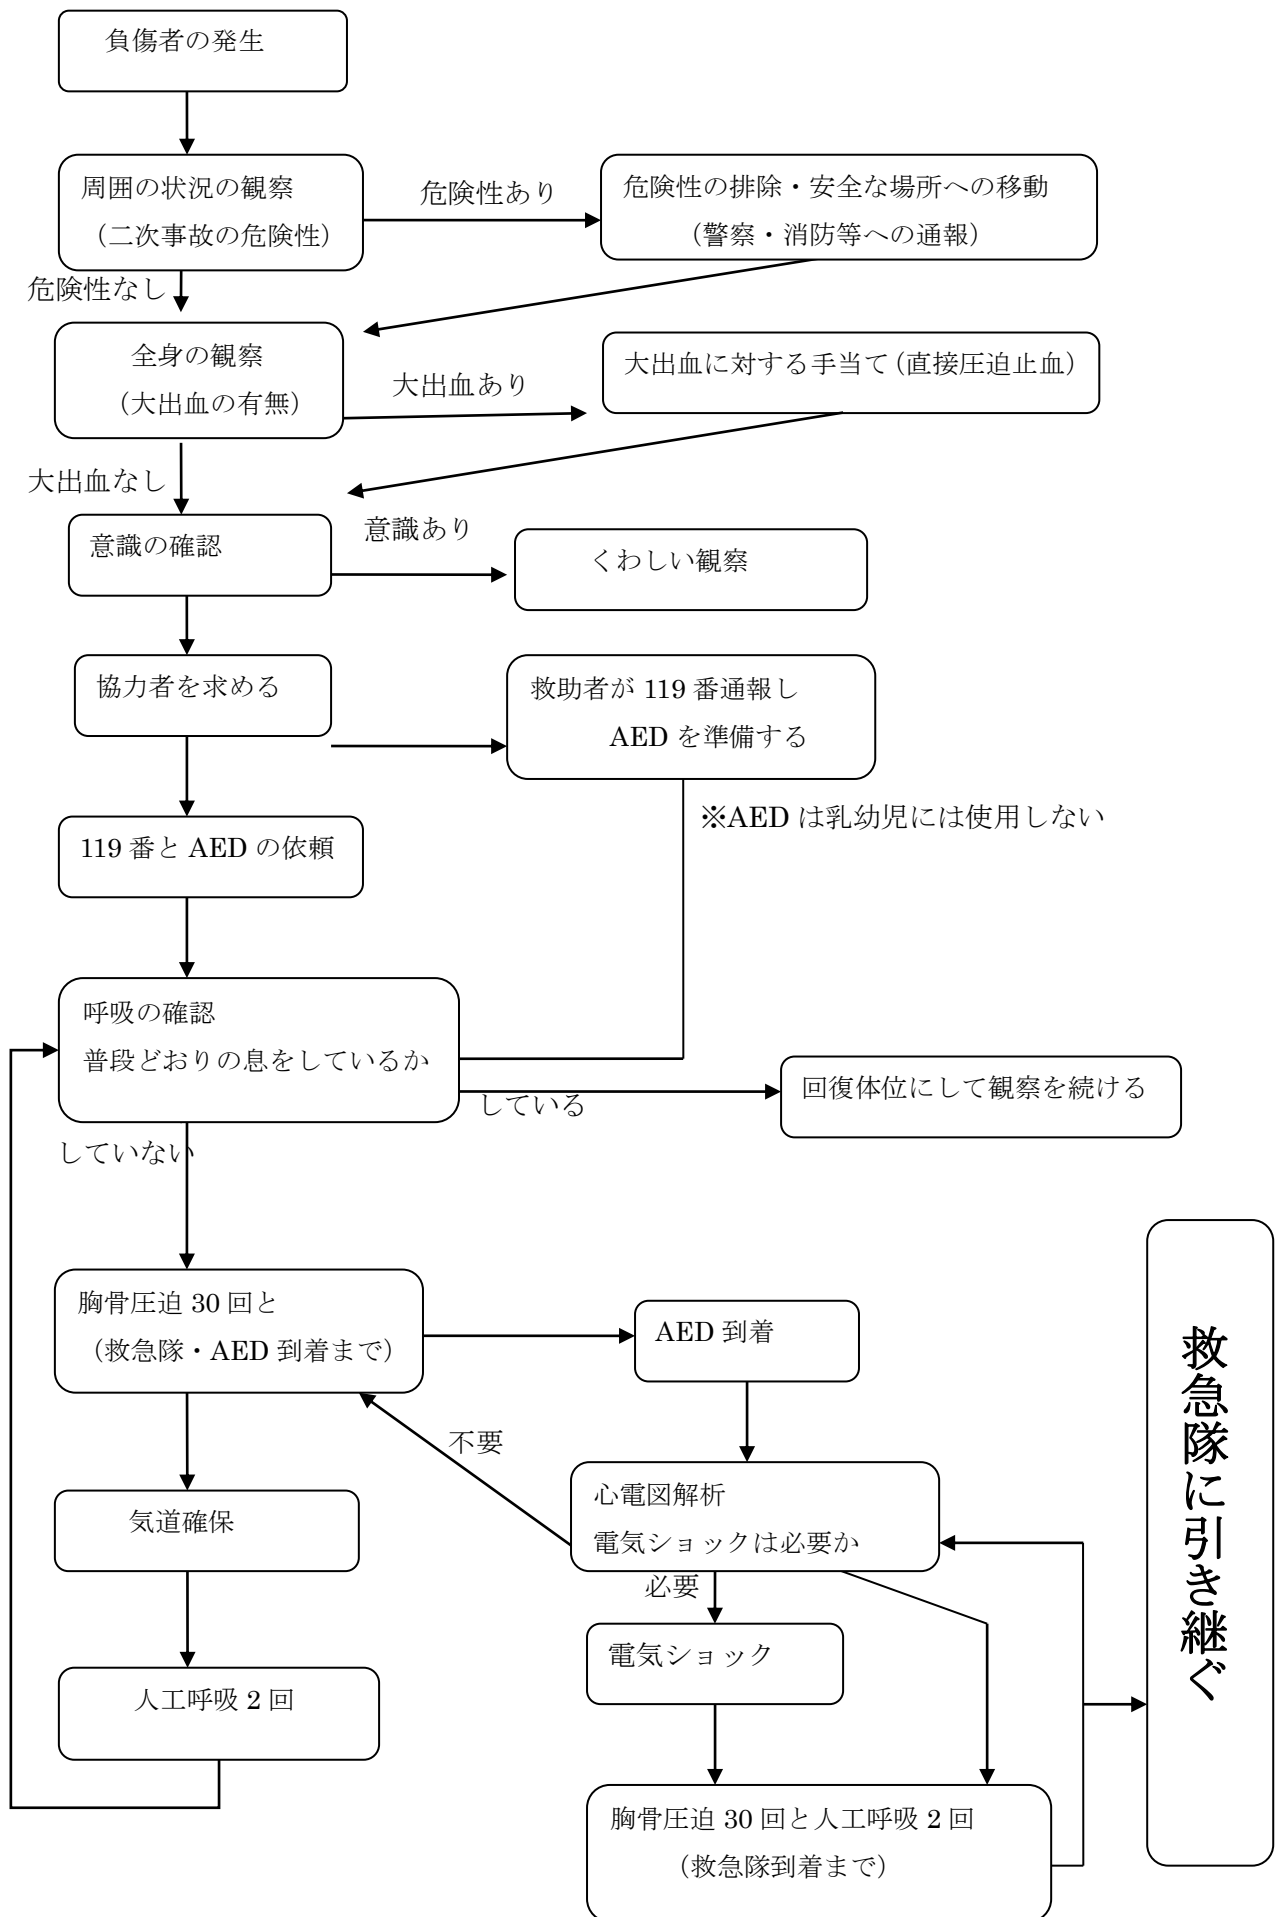 負傷者の発生
周囲の状況の観察
（二次事故の危険性）
危険性あり
危険性の排除・安全な場所への移動
（警察・消防等への通報）
危険性なし
全身の観察
（大出血の有無）
大出血あり
大出血に対する手当て（直接圧迫止血）
大出血なし
意識の確認
意識あり
くわしい観察
協力者を求める
救助者が 119 番通報し
AED を準備する
※AED は乳幼児には使用しない
119 番と AED の依頼
呼吸の確認
普段どおりの息をしているか
している
回復体位にして観察を続ける
していない
胸骨圧迫 30 回と
（救急隊・AED 到着まで）
AED 到着
不要
心電図解析
電気ショックは必要か
気道確保
必要
電気ショック
人工呼吸 2 回
胸骨圧迫 30 回と人工呼吸 2 回
（救急隊到着まで）
救急隊に引き継ぐ